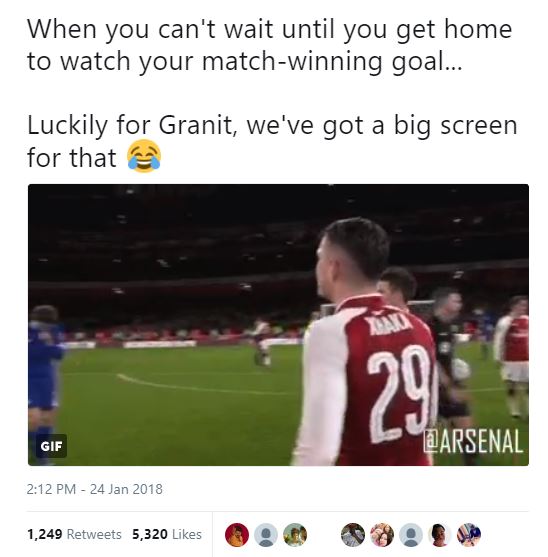 When you can't wait until you get home
to watch your match-winning goal...
Luckily for Granit, we've got a big screen
for that 😂
XHAKA
29
GIF
@ARSENAL
2:12 PM - 24 Jan 2018
1,249 Retweets 5,320 Likes